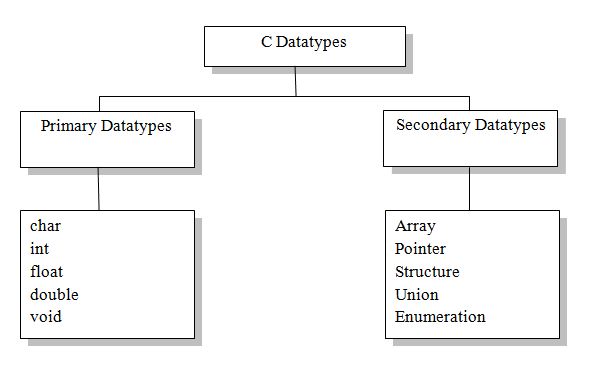 C Datatypes
Primary Datatypes
Secondary Datatypes
char
int
float
double
void
Array
Pointer
Structure
Union
Enumeration